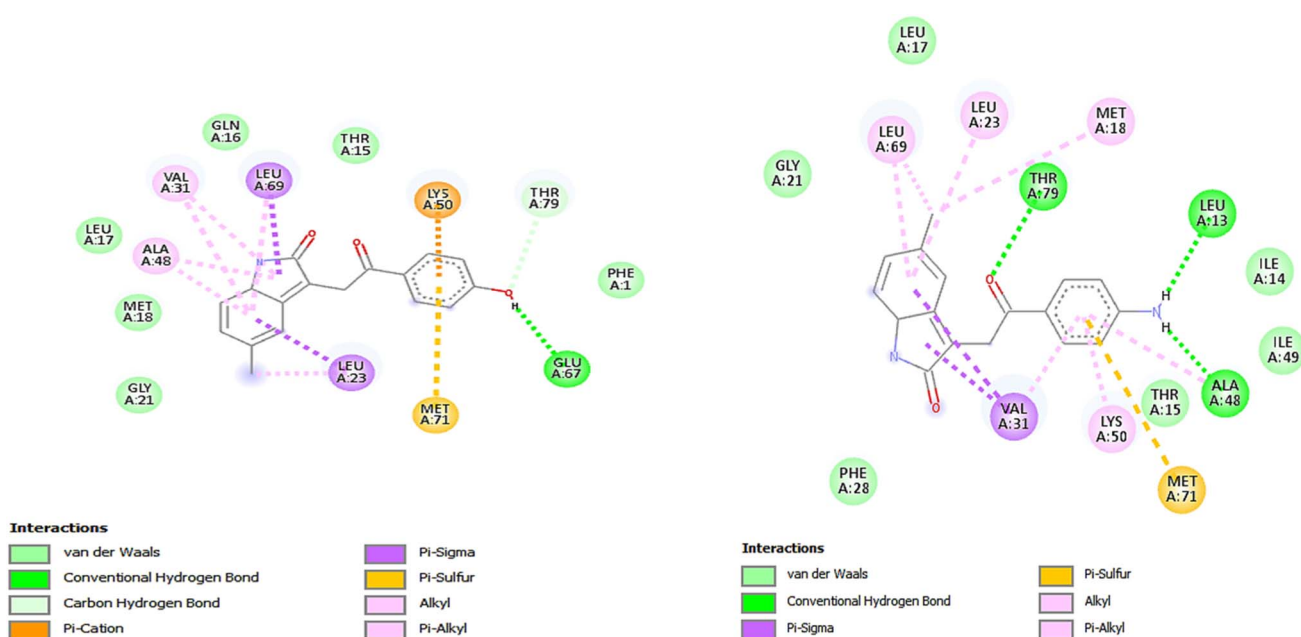 GLN
A:16
THR
A:15
VAL
A:31
LEU
A:69
LYS
A:50
THR
A:79
LEU
A:17
ALA
A:48
PHE
A:1
MET
A:18
O
N
O
O
H
LEU
A:23
GLU
A:67
GLY
A:21
MET
A:71
Interactions
van der Waals
Conventional Hydrogen Bond
Carbon Hydrogen Bond
Pi-Cation
Pi-Sigma
Pi-Sulfur
Alkyl
Pi-Alkyl
LEU
A:17
LEU
A:23
MET
A:18
LEU
A:69
GLY
A:21
THR
A:79
LEU
A:13
ILE
A:14
O
H
N
H
ILE
A:49
N
O
THR
A:15
ALA
A:48
VAL
A:31
LYS
A:50
PHE
A:28
MET
A:71
Interactions
van der Waals
Conventional Hydrogen Bond
Pi-Sigma
Pi-Sulfur
Alkyl
Pi-Alkyl